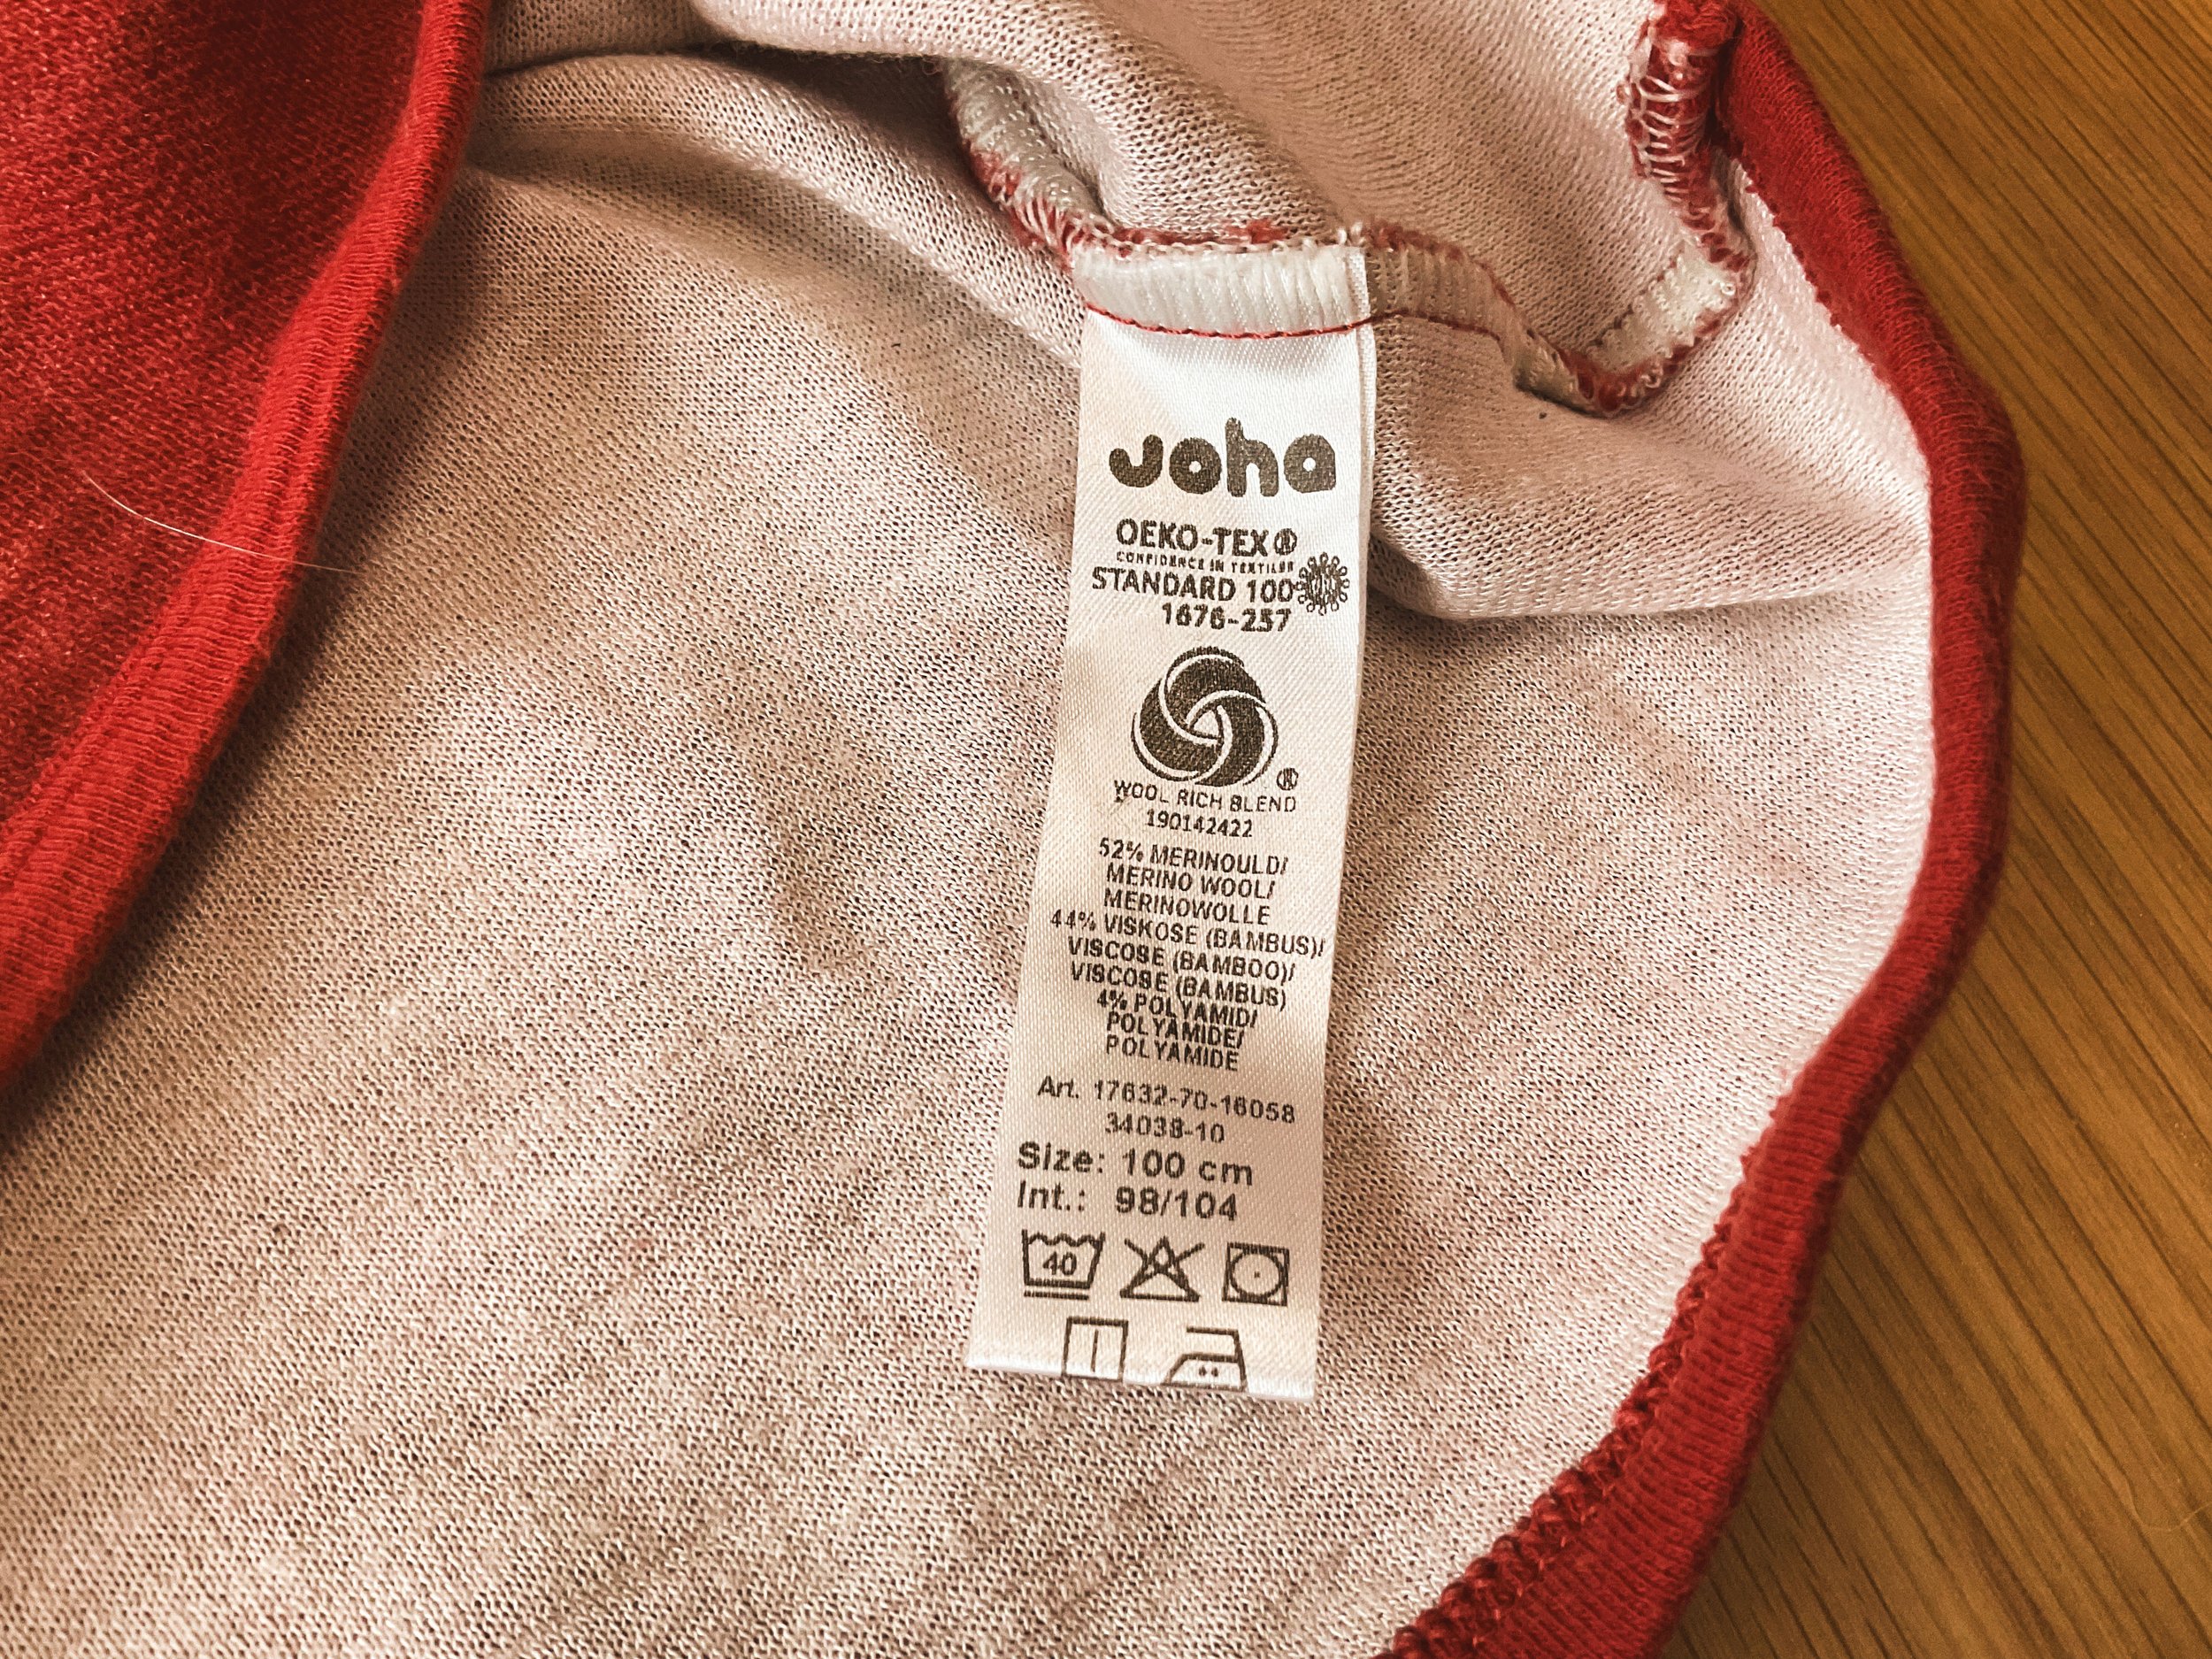 Joha
OEKO-TEX®
CONFIDENCE IN TEXTILES
STANDARD 100
1676-257
®
WOOL RICH BLEND
190142422
52% MERINOULD/
MERINO WOOL/
MERINOWOLLE
44% VISKOSE (BAMBUS)/
VISCOSE (BAMBOO)/
VISCOSE (BAMBUS)
4% POLYAMID/
POLYAMIDE/
POLYAMIDE
Art. 17632-70-16058
34038-10
Size: 100 cm
Int.: 98/104
40